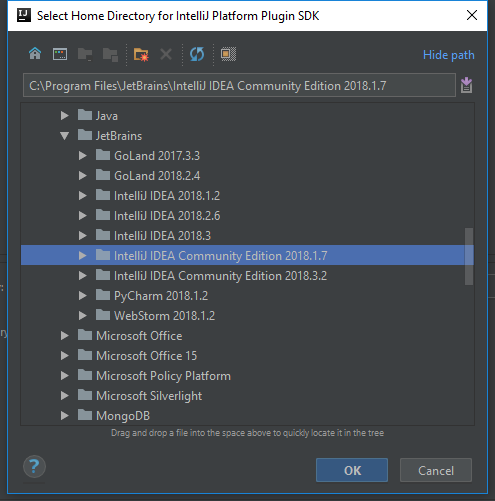 Select Home Directory for IntelliJ Platform Plugin SDK
Hide path
C:\Program Files\JetBrains\IntelliJ IDEA Community Edition 2018.1.7
Java
JetBrains
GoLand 2017.3.3
GoLand 2018.2.4
IntelliJ IDEA 2018.1.2
IntelliJ IDEA 2018.2.6
IntelliJ IDEA 2018.3
IntelliJ IDEA Community Edition 2018.1.7
IntelliJ IDEA Community Edition 2018.3.2
PyCharm 2018.1.2
WebStorm 2018.1.2
Microsoft Office
Microsoft Office 15
Microsoft Policy Platform
Microsoft Silverlight
MongoDB
Drag and drop a file into the space above to quickly locate it in the tree
?
OK
Cancel